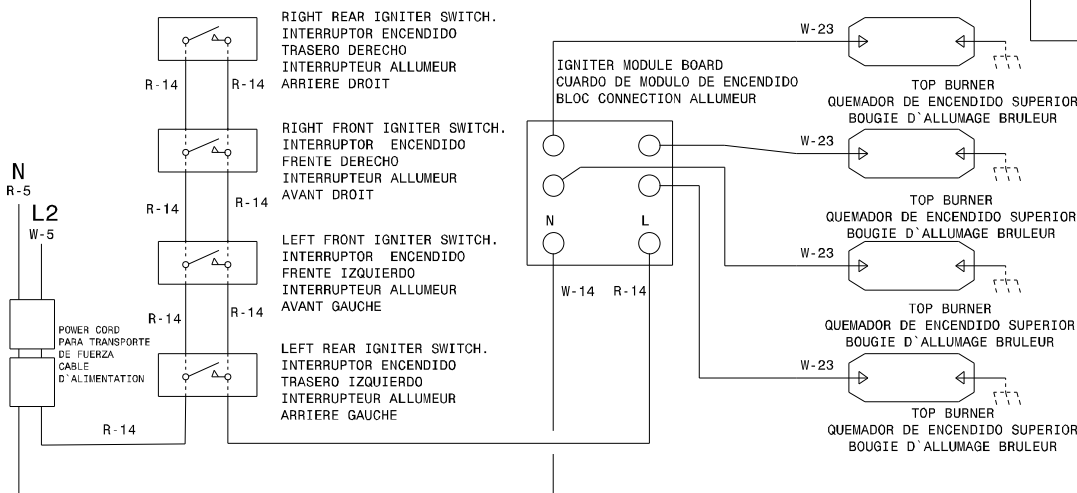 RIGHT REAR IGNITER SWITCH.
INTERRUPTOR ENCENDIDO
TRASERO DERECHO
INTERRUPTEUR ALLUMEUR
ARRIERE DROIT
R-14
R-14
RIGHT FRONT IGNITER SWITCH.
INTERRUPTOR ENCENDIDO
FRENTE DERECHO
INTERRUPTEUR ALLUMEUR
AVANT DROIT
R-14
R-14
LEFT FRONT IGNITER SWITCH.
INTERRUPTOR ENCENDIDO
FRENTE IZQUIERDO
INTERRUPTEUR ALLUMEUR
AVANT GAUCHE
R-14
R-14
LEFT REAR IGNITER SWITCH.
INTERRUPTOR ENCENDIDO
TRASERO IZQUIERDO
INTERRUPTEUR ALLUMEUR
ARRIERE GAUCHE
N
R-5
L2
W-5
POWER CORD
PARA TRANSPORTE
DE FUERZA
CABLE
D`ALIMENTATION
R-14
IGNITER MODULE BOARD
CUARDO DE MODULO DE ENCENDIDO
BLOC CONNECTION ALLUMEUR
N
L
W-14
R-14
W-23
TOP BURNER
QUEMADOR DE ENCENDIDO SUPERIOR
BOUGIE D`ALLUMAGE BRULEUR
W-23
TOP BURNER
QUEMADOR DE ENCENDIDO SUPERIOR
BOUGIE D`ALLUMAGE BRULEUR
W-23
TOP BURNER
QUEMADOR DE ENCENDIDO SUPERIOR
BOUGIE D`ALLUMAGE BRULEUR
W-23
TOP BURNER
QUEMADOR DE ENCENDIDO SUPERIOR
BOUGIE D`ALLUMAGE BRULEUR